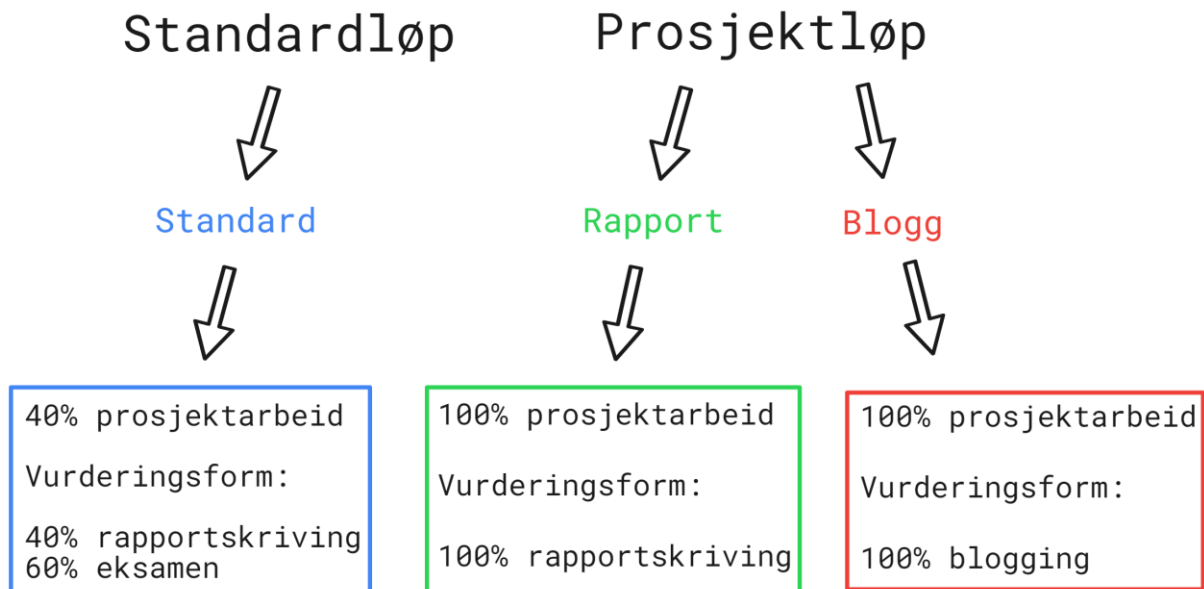 Standardløp
Prosjektløp
Standard
Rapport
Blogg
40% prosjektarbeid
Vurderingsform:
40% rapportskriving
60% eksamen
100% prosjektarbeid
Vurderingsform:
100% rapportskriving
100% prosjektarbeid
Vurderingsform:
100% blogging